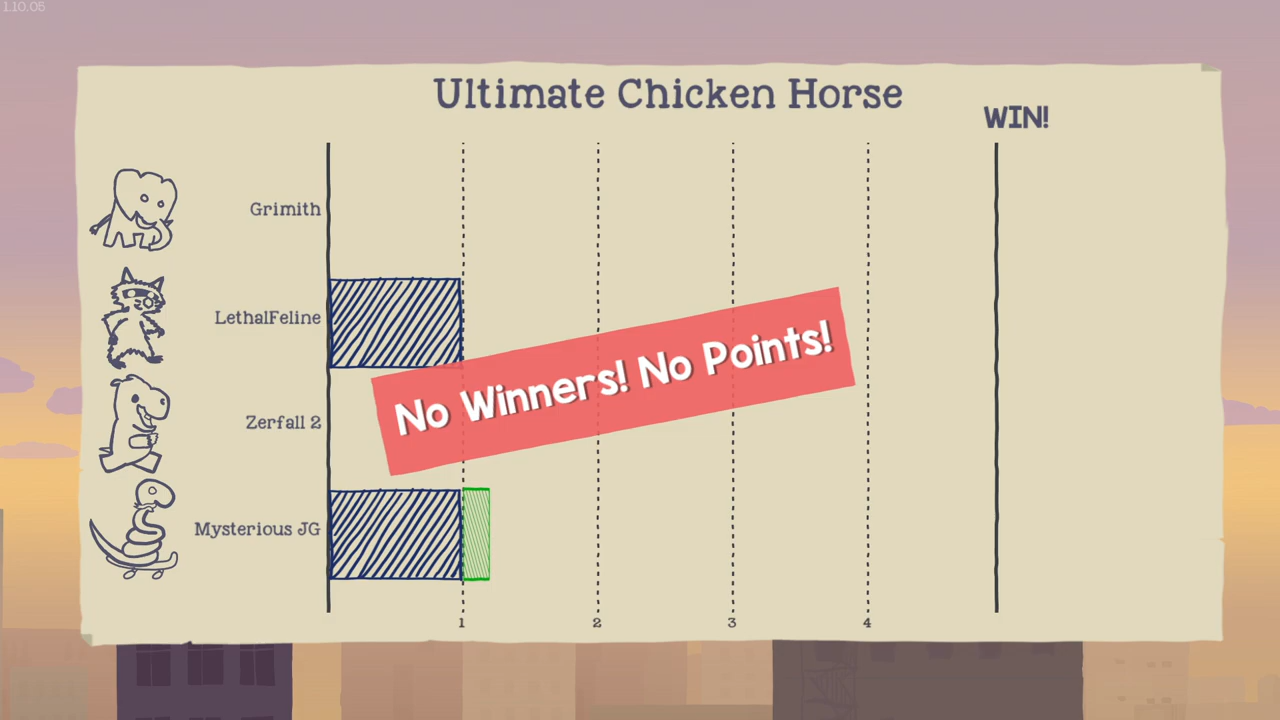 1.10.05
Ultimate Chicken Horse
WIN!
Grimith
LethalFeline
No Winners! No Points!
Zerfall 2
Mysterious JG
1 2 3 4